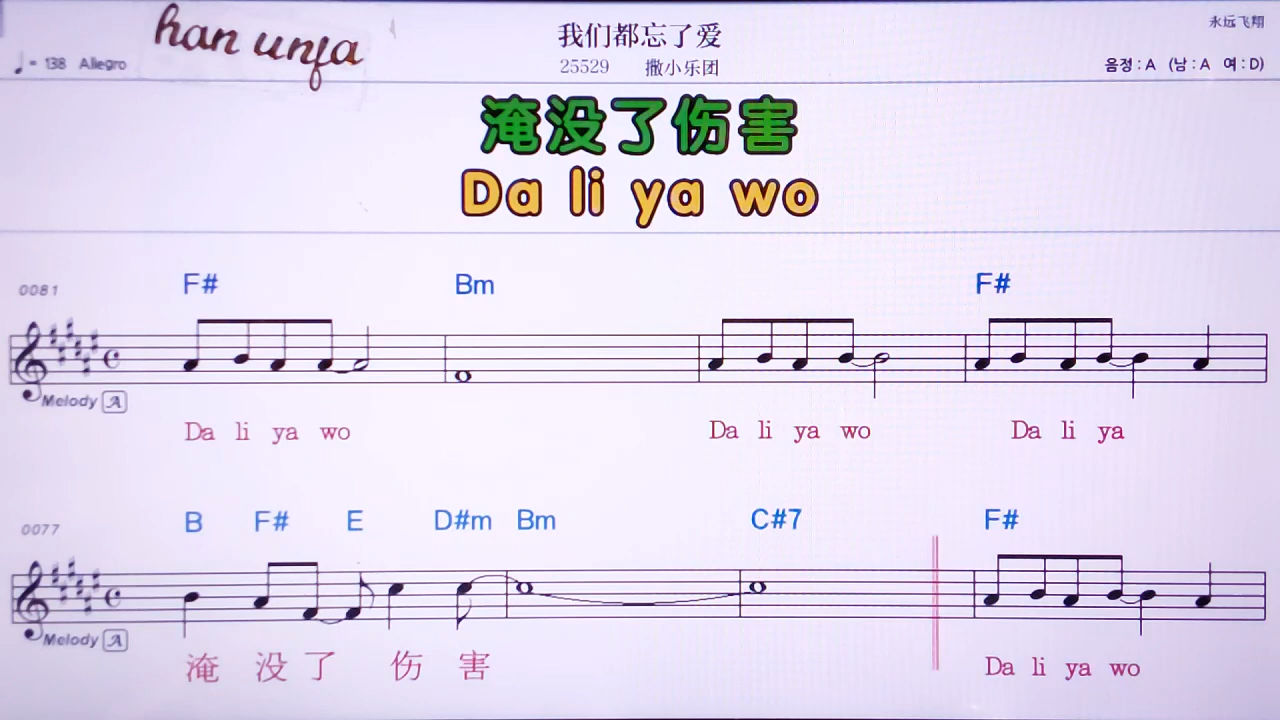 han unfa
我们都忘了爱
永远飞翔
♩= 138 Allegro
25529 撒小乐团
음정 : A (남 : A 여 : D)
淹没了伤害
Da li ya wo
0081
F# Bm F#
Melody A
Da li ya wo Da li ya wo Da li ya
0077
B F# E D#m Bm C#7 F#
Melody A
淹 没 了 伤 害 Da li ya wo